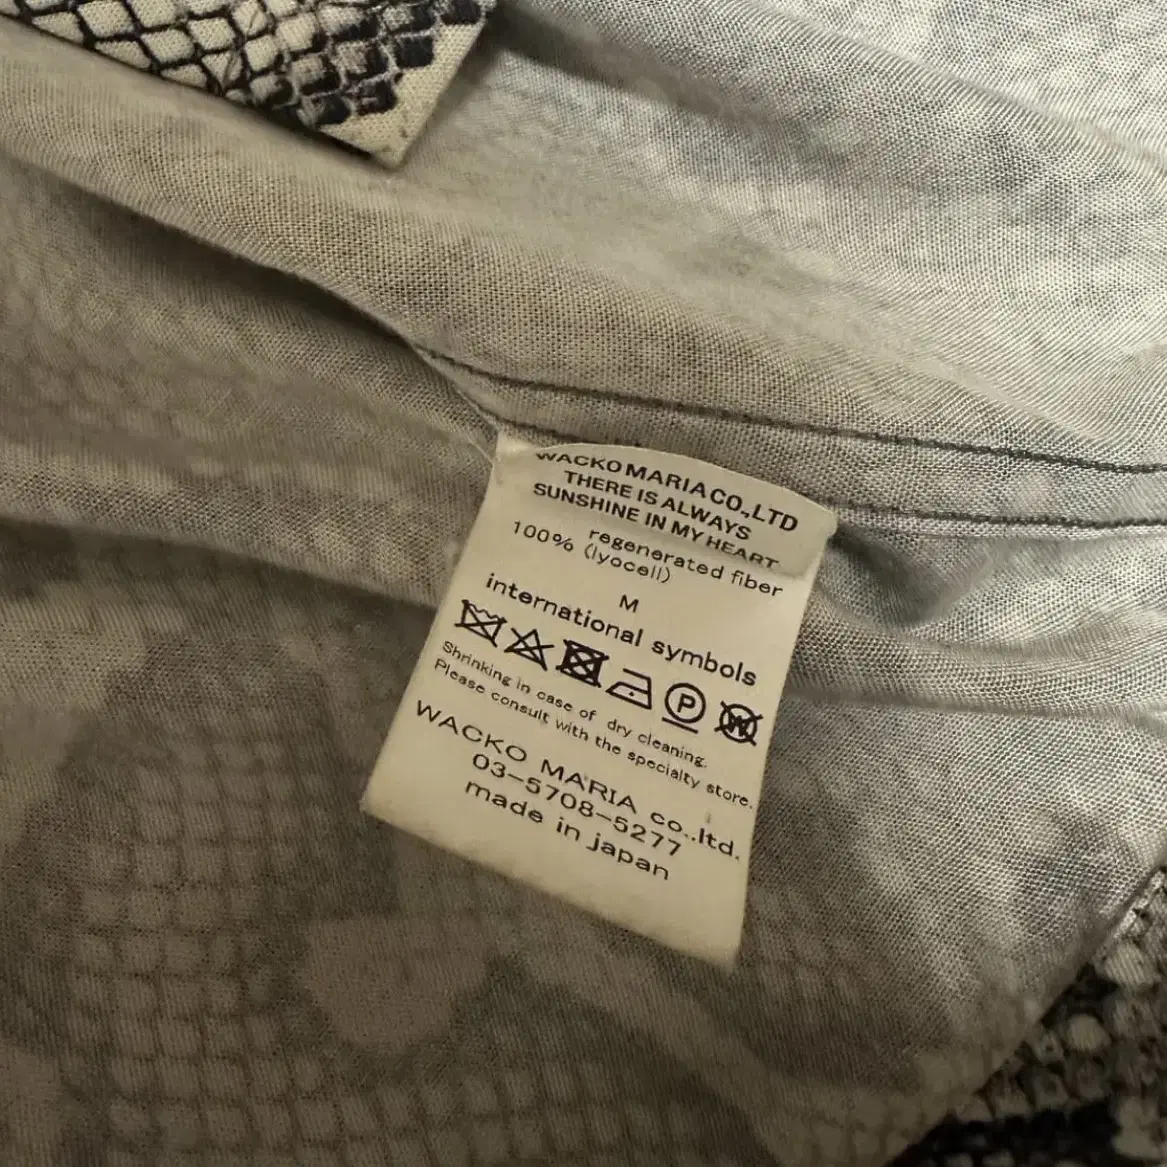 WACKO MARIA CO.,LTD
THERE IS ALWAYS
SUNSHINE IN MY HEART
regenerated fiber
100% (lyocell)
M
international symbols
P
W
Shrinking in case of dry cleaning.
Please consult with the specialty store.
WACKO MARIA co.,ltd.
03-5708-5277
made in japan